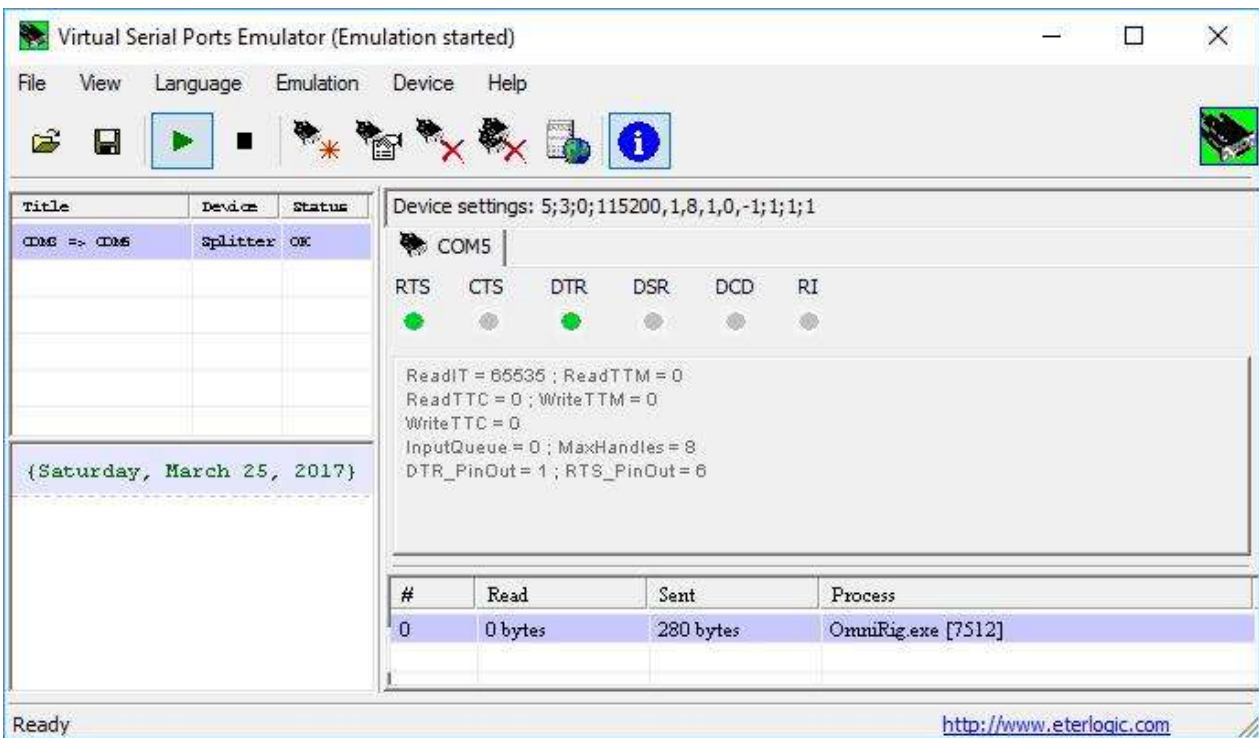 Virtual Serial Ports Emulator (Emulation started)
File View Language Emulation Device Help
Title Device Status
Splitter OK
{Saturday, March 25, 2017}
Device settings: 5;3;0;115200,1,8,1,0,-1;1;1;1
COM5
RTS CTS DTR DSR DCD RI
ReadIT = 65535 ; ReadTTM = 0
ReadTTC = 0 ; WriteTTM = 0
WriteTTC = 0
InputQueue = 0 ; MaxHandles = 8
DTR_PinOut = 1 ; RTS_PinOut = 6
# Read Sent Process
0 0 bytes 280 bytes OmniRig.exe [7512]
Ready http://www.eterlogic.com